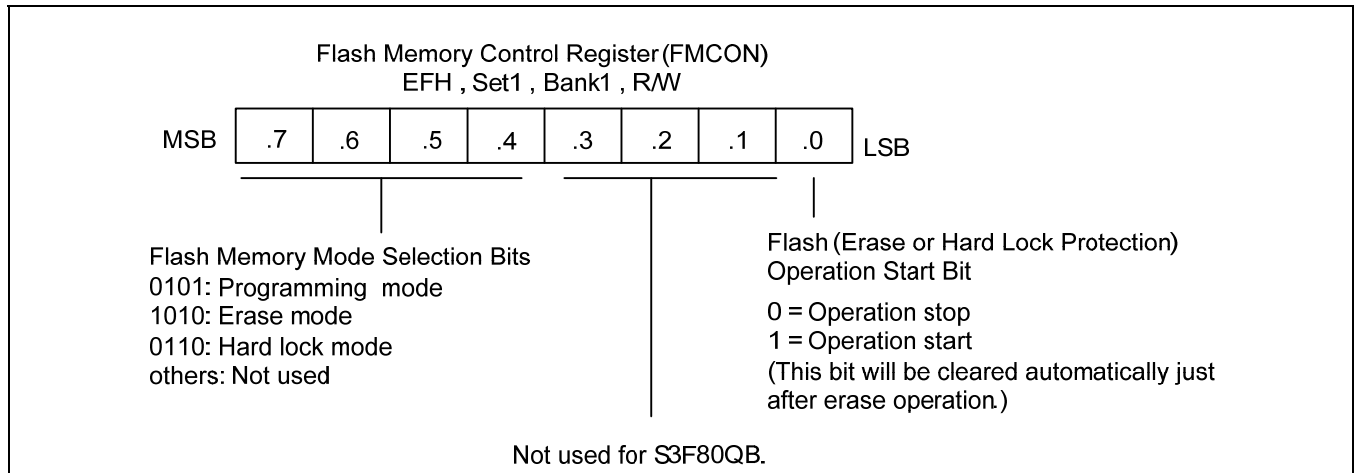 Flash Memory Control Register (FMCON)
EFH , Set1 , Bank1 , R/W
MSB .7 .6 .5 .4 .3 .2 .1 .0 LSB
Flash Memory Mode Selection Bits
0101: Programming mode
1010: Erase mode
0110: Hard lock mode
others: Not used
Flash (Erase or Hard Lock Protection)
Operation Start Bit
0 = Operation stop
1 = Operation start
(This bit will be cleared automatically just
after erase operation.)
Not used for S3F80QB.